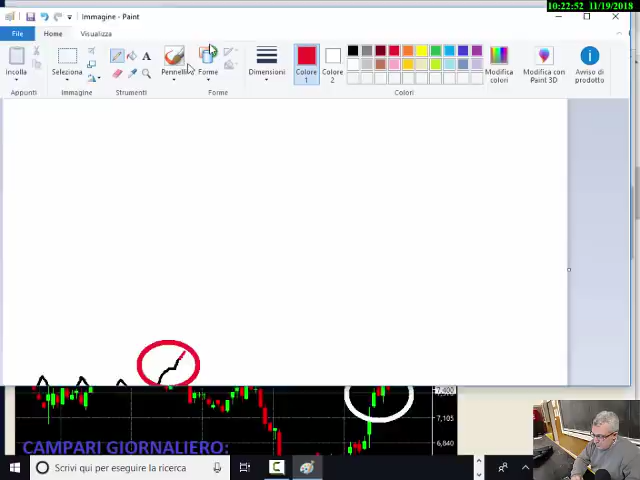 10:22:52 11/19/2018
Immagine - Paint
File Home Visualizza
incolla Seleziona Pennelli Forme Dimensioni Colore 1 Colore 2 Modifica colori Modifica con Paint 3D Avviso di prodotto
Appunti Immagine Strumenti Forme Colori
7,400
7,105
CAMPARI GIORNALIERO:
6,840
Scrivi qui per eseguire la ricerca